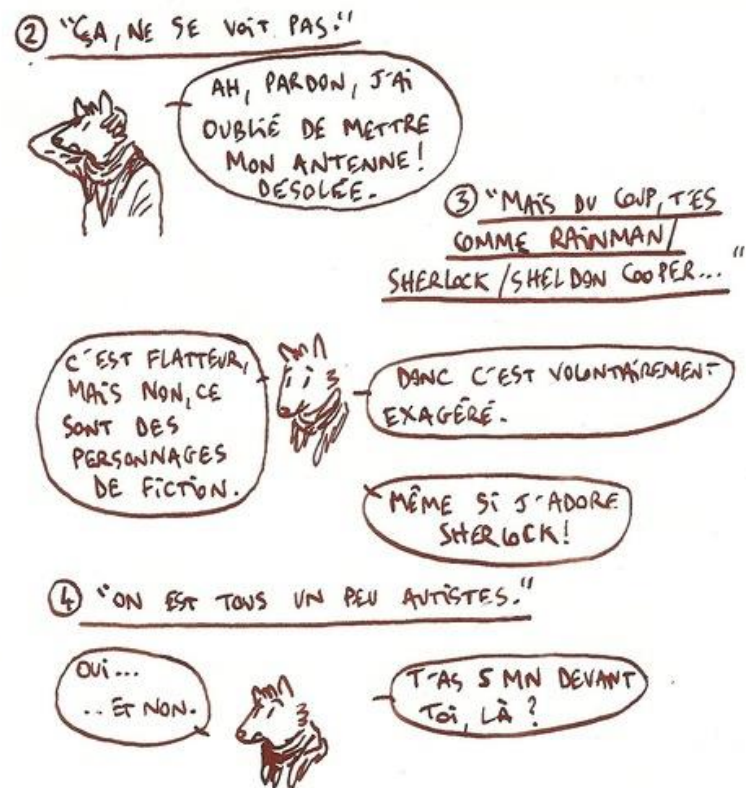 ② "ÇA, NE SE VOIT PAS."
AH, PARDON, J'AI
OUBLIÉ DE METTRE
MON ANTENNE!
DÉSOLÉE.
③ "MAIS DU COUP, T'ES
COMME RAINMAN/
SHERLOCK/SHELDON COOPER..."
C'EST FLATTEUR,
MAIS NON, CE
SONT DES
PERSONNAGES
DE FICTION.
DONC C'EST VOLONTAIREMENT
EXAGÉRÉ.
MÊME SI J'ADORE
SHERLOCK!
④ "ON EST TOUS UN PEU AUTISTES."
OUI...
...ET NON.
T'AS 5 MN DEVANT
TOI, LÀ?